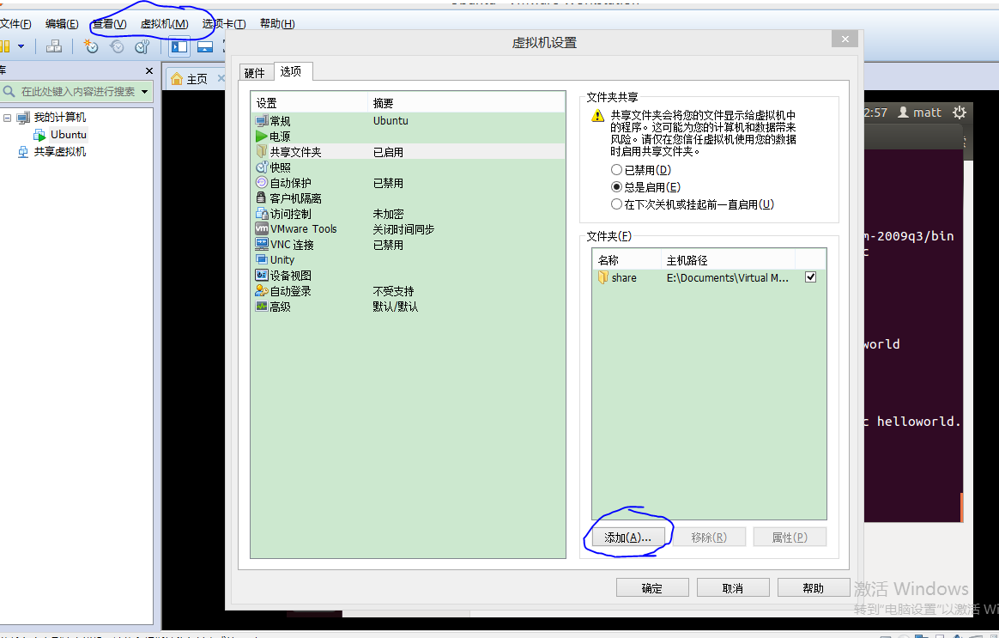 文件(F) 编辑(E) 查看(V) 虚拟机(M) 选项卡(T) 帮助(H)
虚拟机设置
库
主页
在此处键入内容进行搜索
我的计算机
Ubuntu
共享虚拟机
硬件 选项
设置 摘要
常规 Ubuntu
电源
共享文件夹 已启用
快照
自动保护 已禁用
客户机隔离
访问控制 未加密
VMware Tools 关闭时间同步
VNC 连接 已禁用
Unity
设备视图
自动登录 不受支持
高级 默认/默认
文件夹共享
共享文件夹会将您的文件显示给虚拟机中
的程序。这可能为您的计算机和数据带来
风险。请仅在您信任虚拟机使用您的数据
时启用共享文件夹。
已禁用(D)
总是启用(E)
在下次关机或挂起前一直启用(U)
文件夹(F)
名称 主机路径
share E:\Documents\Virtual M...
添加(A)... 移除(R) 属性(P)
确定 取消 帮助
2:57 matt
-2009q3/bin
c
world
c helloworld.
激活 Windows
转到"电脑设置"以激活 Wi